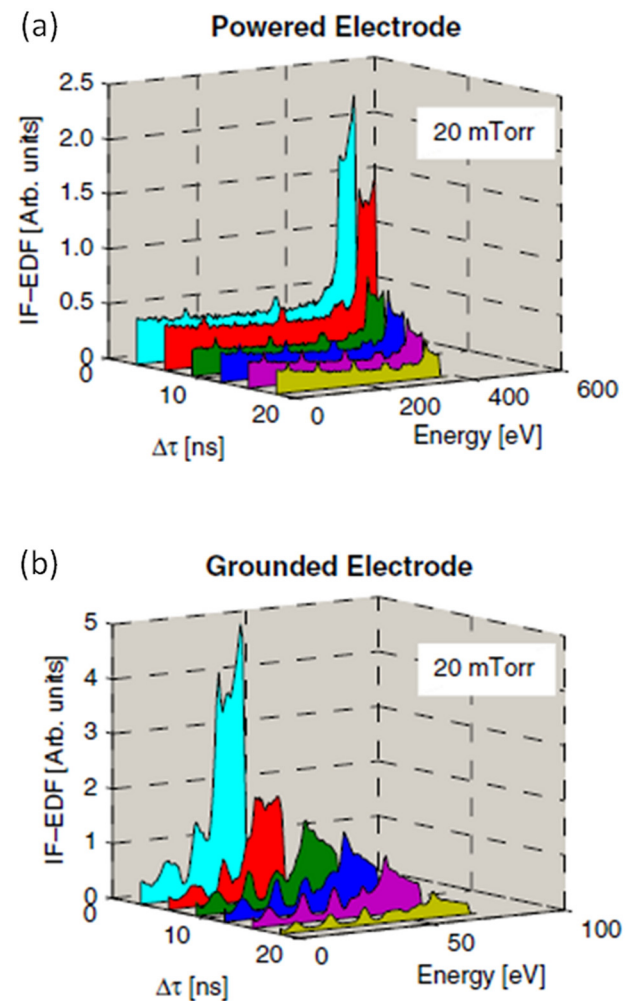 (a)
Powered Electrode
20 mTorr
IF–EDF [Arb. units]
2.5
2.0
1.5
1.0
0.5
0
0
10
20
Δτ [ns]
0
200
400
600
Energy [eV]
(b)
Grounded Electrode
20 mTorr
IF–EDF [Arb. units]
5
4
3
2
1
0
0
10
20
Δτ [ns]
0
50
100
Energy [eV]